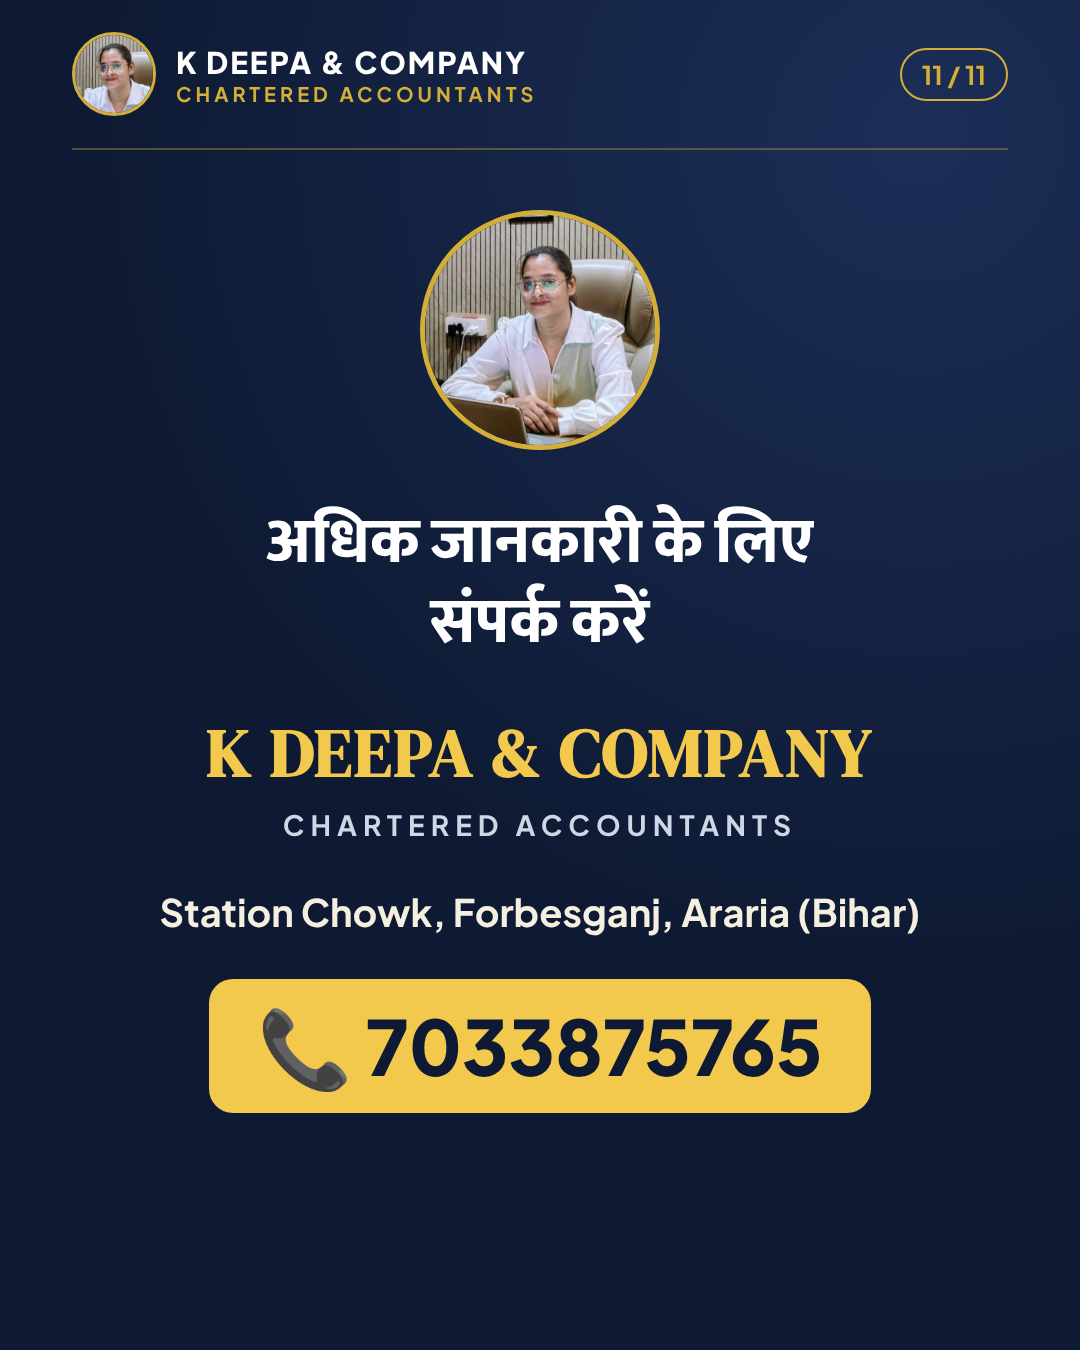 K DEEPA & COMPANY
CHARTERED ACCOUNTANTS
11 / 11
अधिक जानकारी के लिए
संपर्क करें
K DEEPA & COMPANY
CHARTERED ACCOUNTANTS
Station Chowk, Forbesganj, Araria (Bihar)
7033875765